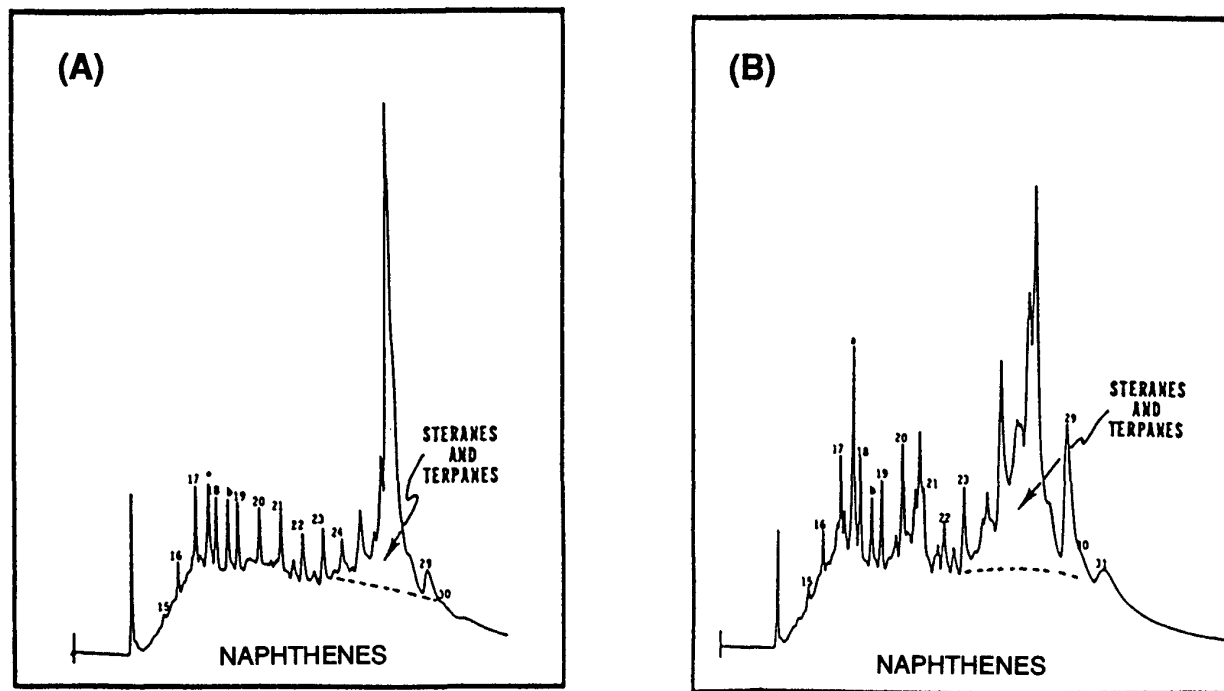 (A)
17
a
18
b
19
20
21
22
23
24
16
15
STERANES
AND
TERPANES
29
30
NAPHTHENES
(B)
a
17
18
b
19
20
21
22
23
16
15
STERANES
AND
TERPANES
29
31
NAPHTHENES